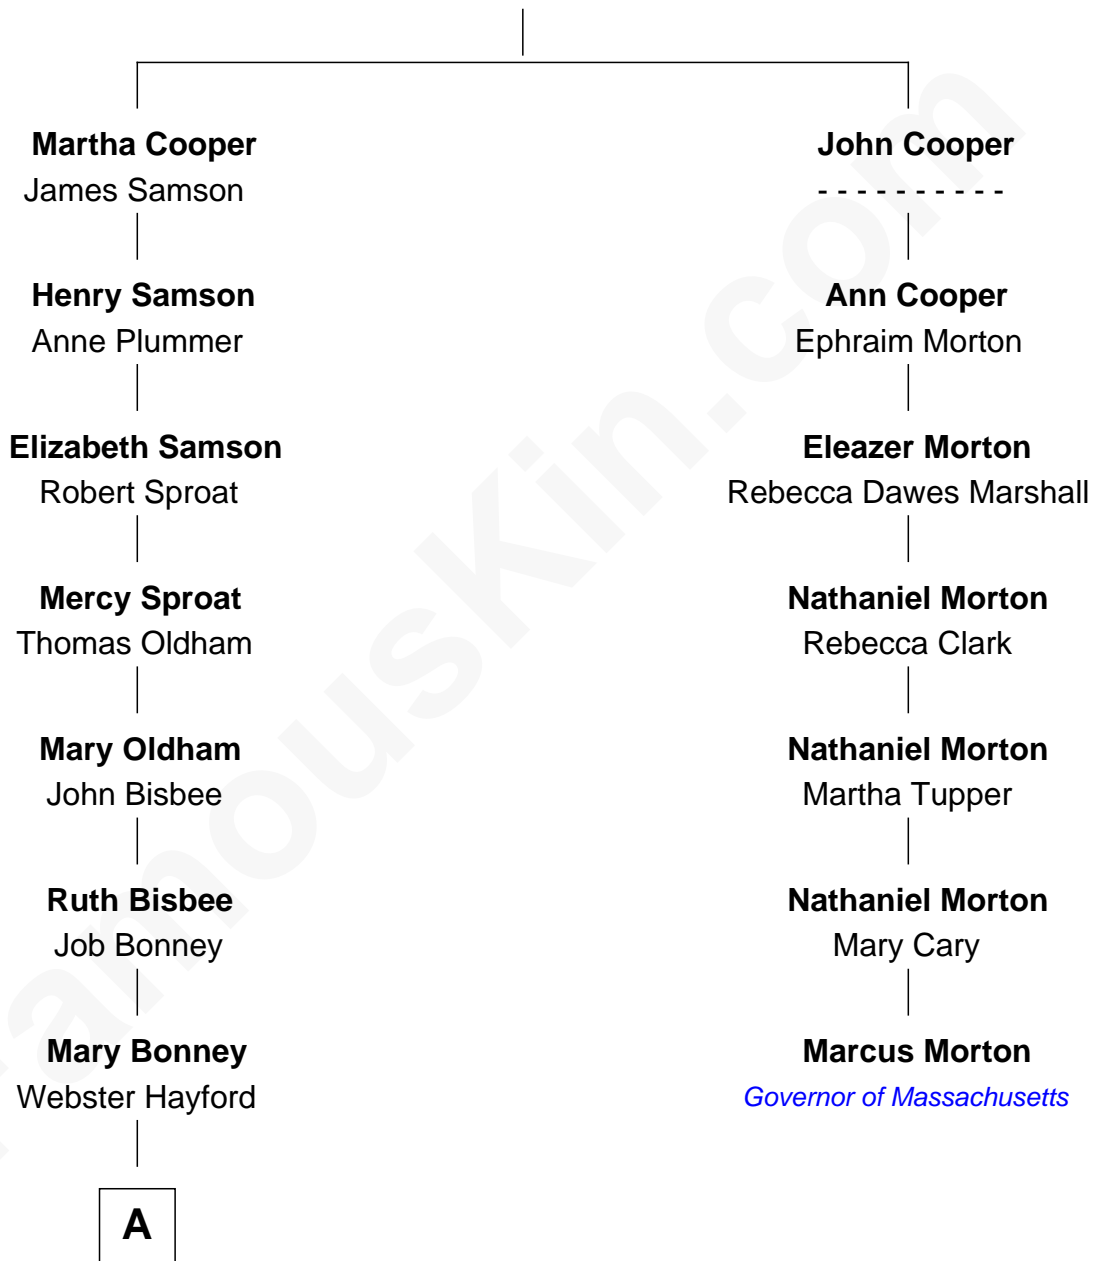 Martha Cooper
James Samson
John Cooper
- - - - - - - - - -
Henry Samson
Anne Plummer
Ann Cooper
Ephraim Morton
Elizabeth Samson
Robert Sproat
Eleazer Morton
Rebecca Dawes Marshall
Mercy Sproat
Thomas Oldham
Nathaniel Morton
Rebecca Clark
Mary Oldham
John Bisbee
Nathaniel Morton
Martha Tupper
Ruth Bisbee
Job Bonney
Nathaniel Morton
Mary Cary
Mary Bonney
Webster Hayford
Marcus Morton
Governor of Massachusetts
A
FamousKin.com